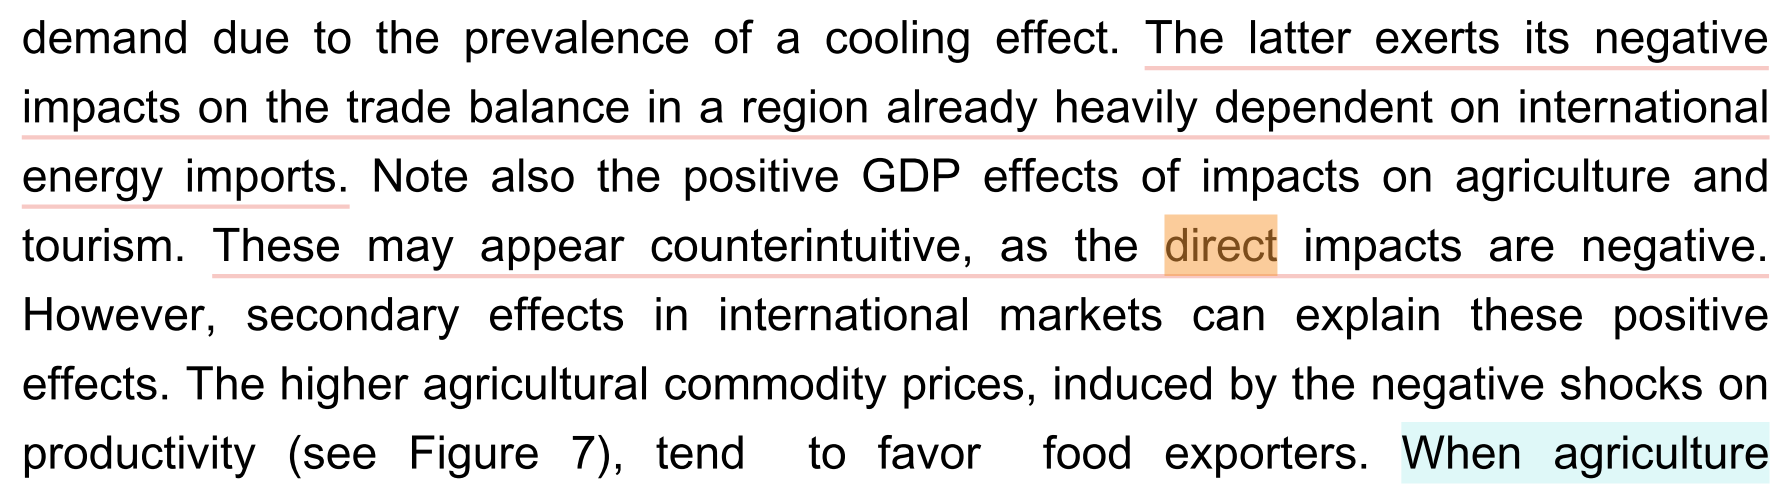 demand due to the prevalence of a cooling effect. The latter exerts its negative
impacts on the trade balance in a region already heavily dependent on international
energy imports. Note also the positive GDP effects of impacts on agriculture and
tourism. These may appear counterintuitive, as the direct impacts are negative.
However, secondary effects in international markets can explain these positive
effects. The higher agricultural commodity prices, induced by the negative shocks on
productivity (see Figure 7), tend to favor food exporters. When agriculture